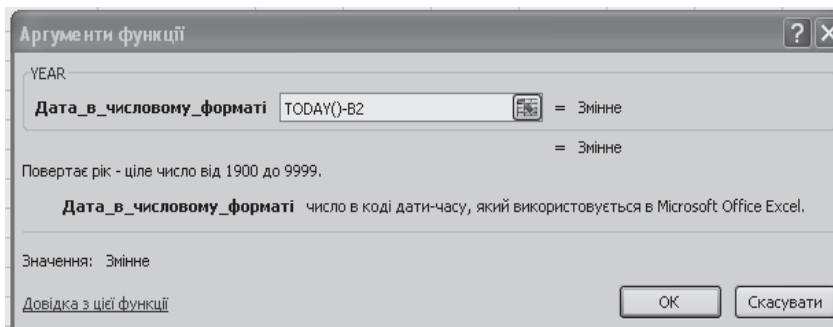 Аргументи функції
YEAR
Дата_в_числовому_форматі TODAY()-B2 = Змінне
= Змінне
Повертає рік - ціле число від 1900 до 9999.
Дата_в_числовому_форматі число в коді дати-часу, який використовується в Microsoft Office Excel.
Значення: Змінне
Довідка з цієї функції OK Скасувати